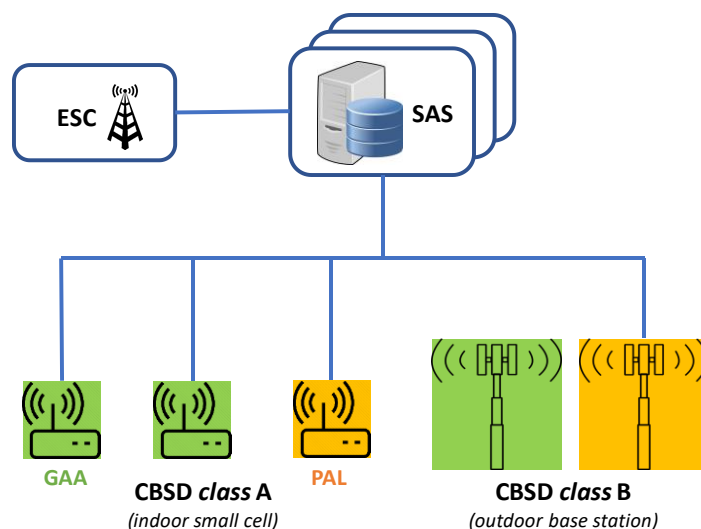 ESC
SAS
GAA
PAL
CBSD class A
(indoor small cell)
CBSD class B
(outdoor base station)